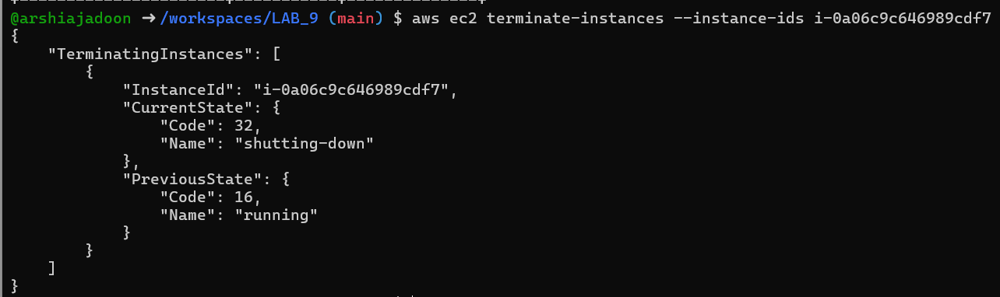 @arshiajadoon ➜ /workspaces/LAB_9 (main) $ aws ec2 terminate-instances --instance-ids i-0a06c9c646989cdf7
{
    "TerminatingInstances": [
        {
            "InstanceId": "i-0a06c9c646989cdf7",
            "CurrentState": {
                "Code": 32,
                "Name": "shutting-down"
            },
            "PreviousState": {
                "Code": 16,
                "Name": "running"
            }
        }
    ]
}